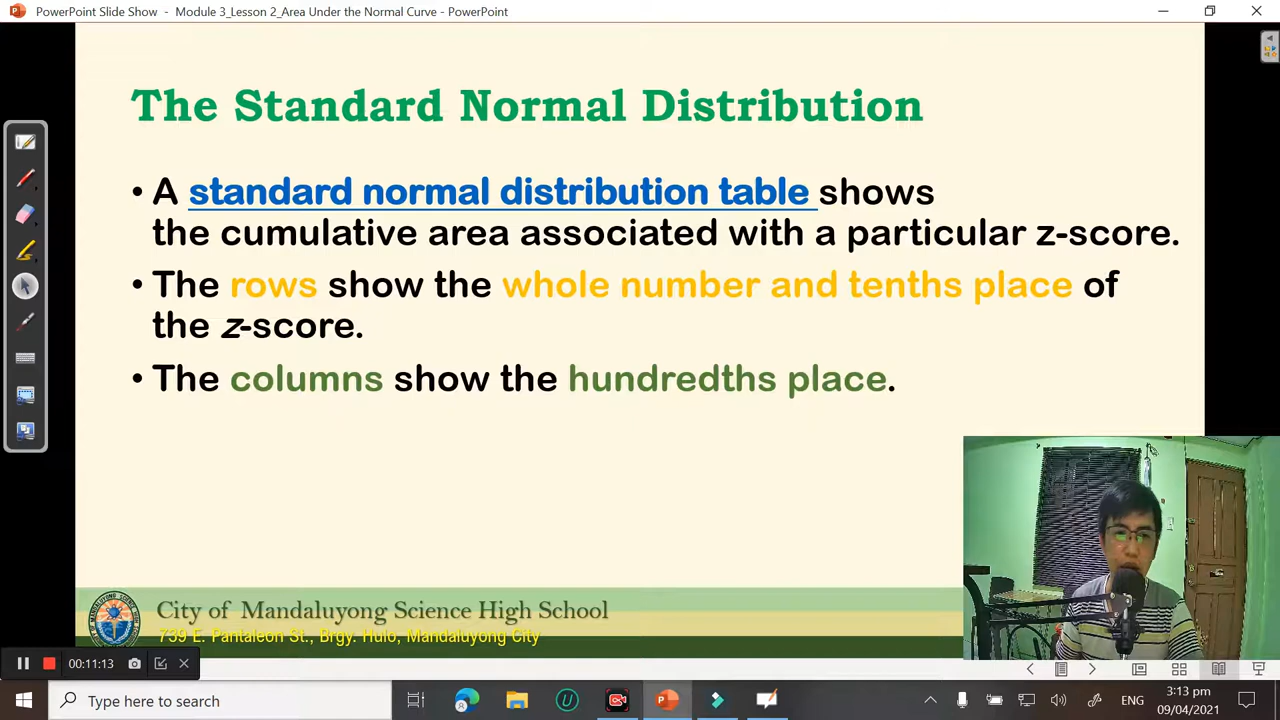 PowerPoint Slide Show - Module 3_Lesson 2_Area Under the Normal Curve - PowerPoint
The Standard Normal Distribution
• A standard normal distribution table shows
the cumulative area associated with a particular z-score.
• The rows show the whole number and tenths place of
the z-score.
• The columns show the hundredths place.
City of Mandaluyong Science High School
739 E. Pantaleon St., Brgy. Hulo, Mandaluyong City
00:11:13
Type here to search
ENG
3:13 pm
09/04/2021